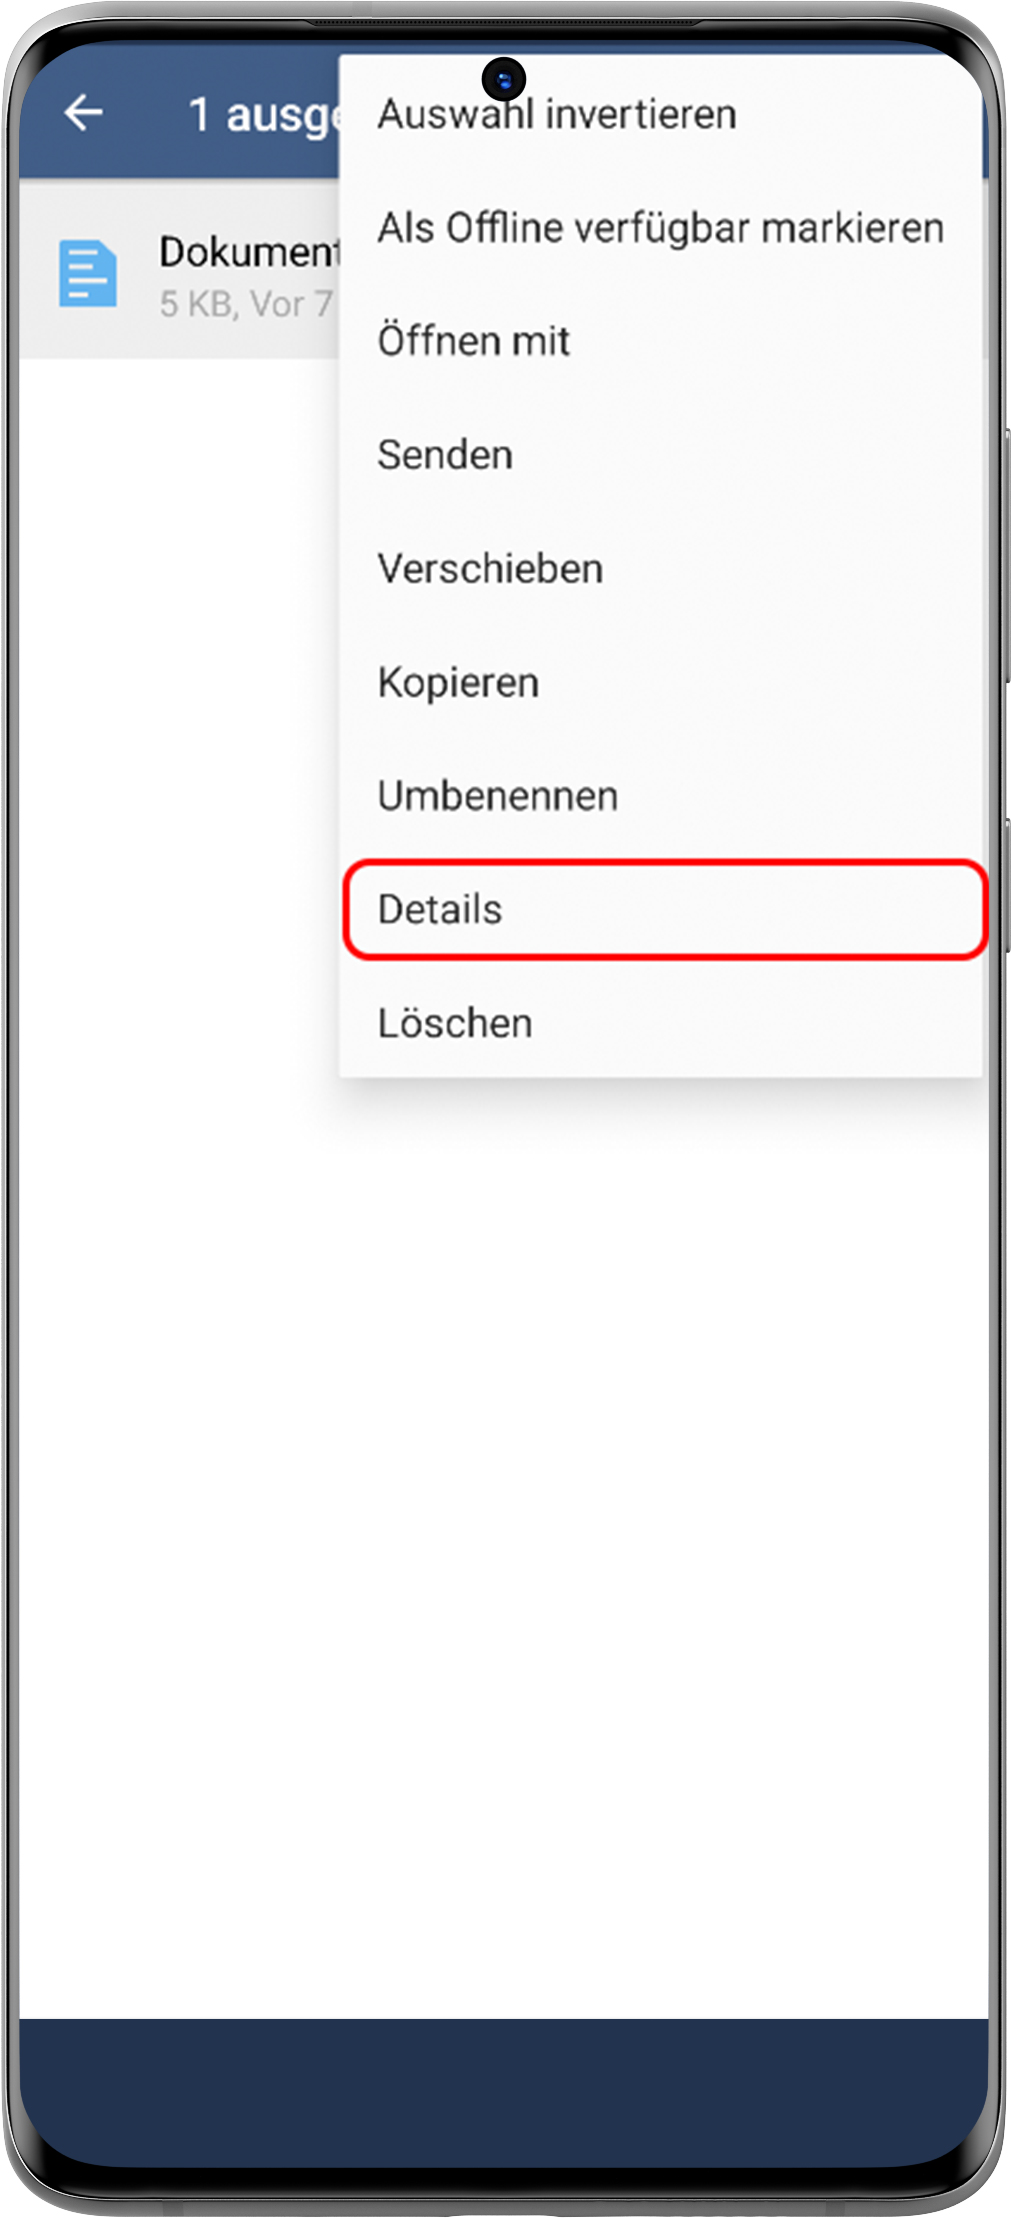 1 ausge
Auswahl invertieren
Dokument
5 KB, Vor 7
Als Offline verfügbar markieren
Öffnen mit
Senden
Verschieben
Kopieren
Umbenennen
Details
Löschen